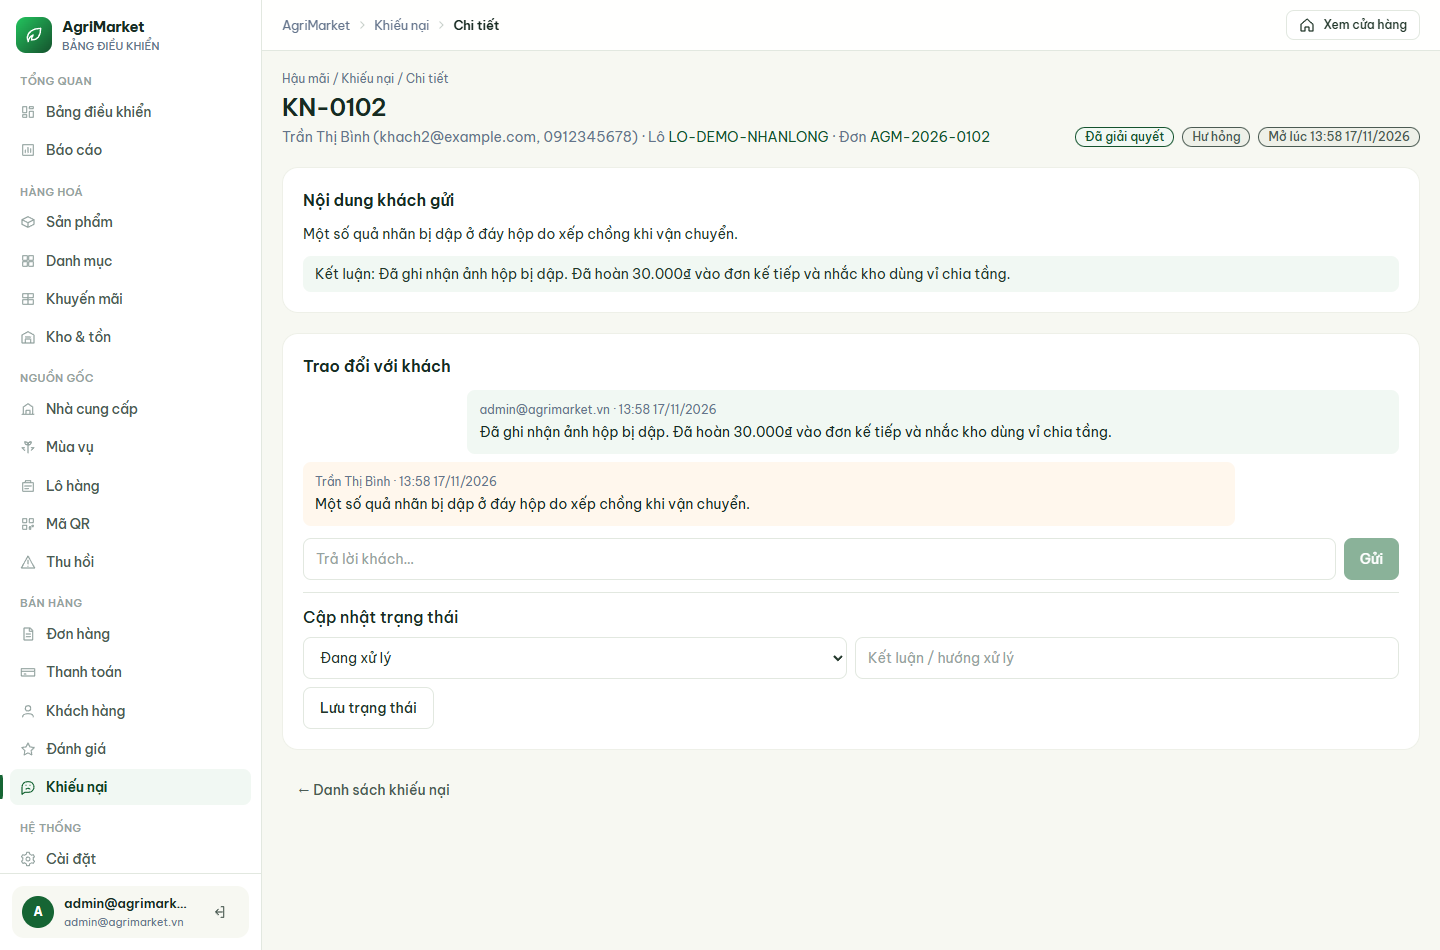 AgriMarket
BẢNG ĐIỀU KHIỂN
TỔNG QUAN
Bảng điều khiển
Báo cáo
HÀNG HOÁ
Sản phẩm
Danh mục
Khuyến mãi
Kho & tồn
NGUỒN GỐC
Nhà cung cấp
Mùa vụ
Lô hàng
Mã QR
Thu hồi
BÁN HÀNG
Đơn hàng
Thanh toán
Khách hàng
Đánh giá
Khiếu nại
HỆ THỐNG
Cài đặt
A
admin@agrimark...
admin@agrimarket.vn
AgriMarket > Khiếu nại > Chi tiết
Xem cửa hàng
Hậu mãi / Khiếu nại / Chi tiết
KN-0102
Trần Thị Bình (khach2@example.com, 0912345678) · Lô LO-DEMO-NHANLONG · Đơn AGM-2026-0102
Đã giải quyết
Hư hỏng
Mở lúc 13:58 17/11/2026
Nội dung khách gửi
Một số quả nhãn bị dập ở đáy hộp do xếp chồng khi vận chuyển.
Kết luận: Đã ghi nhận ảnh hộp bị dập. Đã hoàn 30.000₫ vào đơn kế tiếp và nhắc kho dùng vỉ chia tầng.
Trao đổi với khách
admin@agrimarket.vn · 13:58 17/11/2026
Đã ghi nhận ảnh hộp bị dập. Đã hoàn 30.000₫ vào đơn kế tiếp và nhắc kho dùng vỉ chia tầng.
Trần Thị Bình · 13:58 17/11/2026
Một số quả nhãn bị dập ở đáy hộp do xếp chồng khi vận chuyển.
Trả lời khách...
Gửi
Cập nhật trạng thái
Đang xử lý
Kết luận / hướng xử lý
Lưu trạng thái
← Danh sách khiếu nại